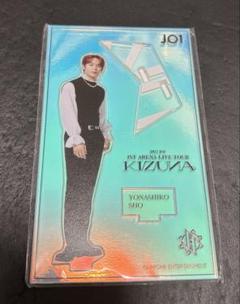 JO1
2022 JO1
1ST ARENA LIVE TOUR
KIZUNA
YONASHIRO
SHO